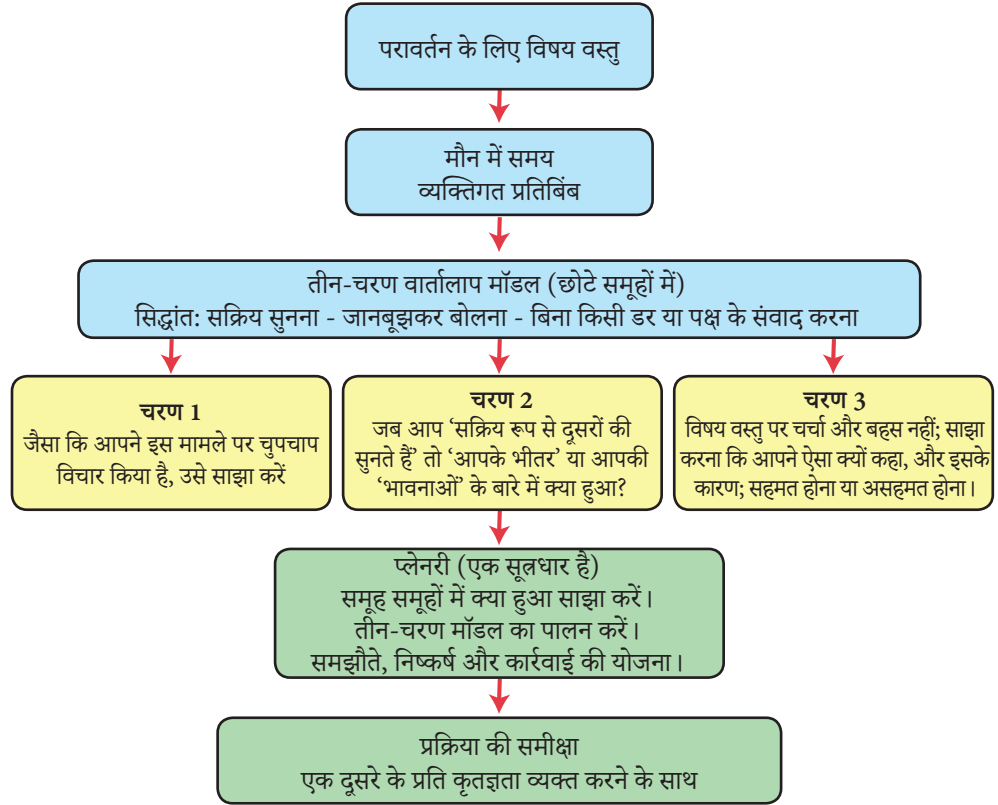 परावर्तन के लिए विषय वस्तु
मौन में समय
व्यक्तिगत प्रतिबिंब
तीन-चरण वार्तालाप मॉडल (छोटे समूहों में)
सिद्धांत: सक्रिय सुनना - जानबूझकर बोलना - बिना किसी डर या पक्ष के संवाद करना
चरण 1
जैसा कि आपने इस मामले पर चुपचाप
विचार किया है, उसे साझा करें
चरण 2
जब आप ‘सक्रिय रूप से दूसरों की
सुनते हैं’ तो ‘आपके भीतर’ या आपकी
‘भावनाओं’ के बारे में क्या हुआ?
चरण 3
विषय वस्तु पर चर्चा और बहस नहीं; साझा
करना कि आपने ऐसा क्यों कहा, और इसके
कारण; सहमत होना या असहमत होना।
प्लेनरी (एक सूत्रधार है)
समूह समूहों में क्या हुआ साझा करें।
तीन-चरण मॉडल का पालन करें।
समझौते, निष्कर्ष और कार्रवाई की योजना।
प्रक्रिया की समीक्षा
एक दूसरे के प्रति कृतज्ञता व्यक्त करने के साथ